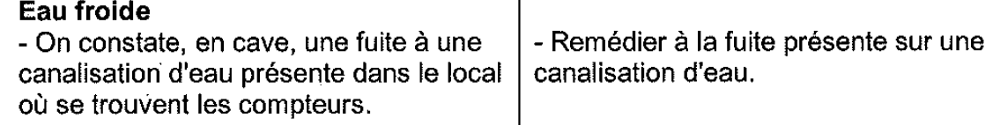 Eau froide
- On constate, en cave, une fuite à une
canalisation d'eau présente dans le local
où se trouvent les compteurs.
- Remédier à la fuite présente sur une
canalisation d'eau.